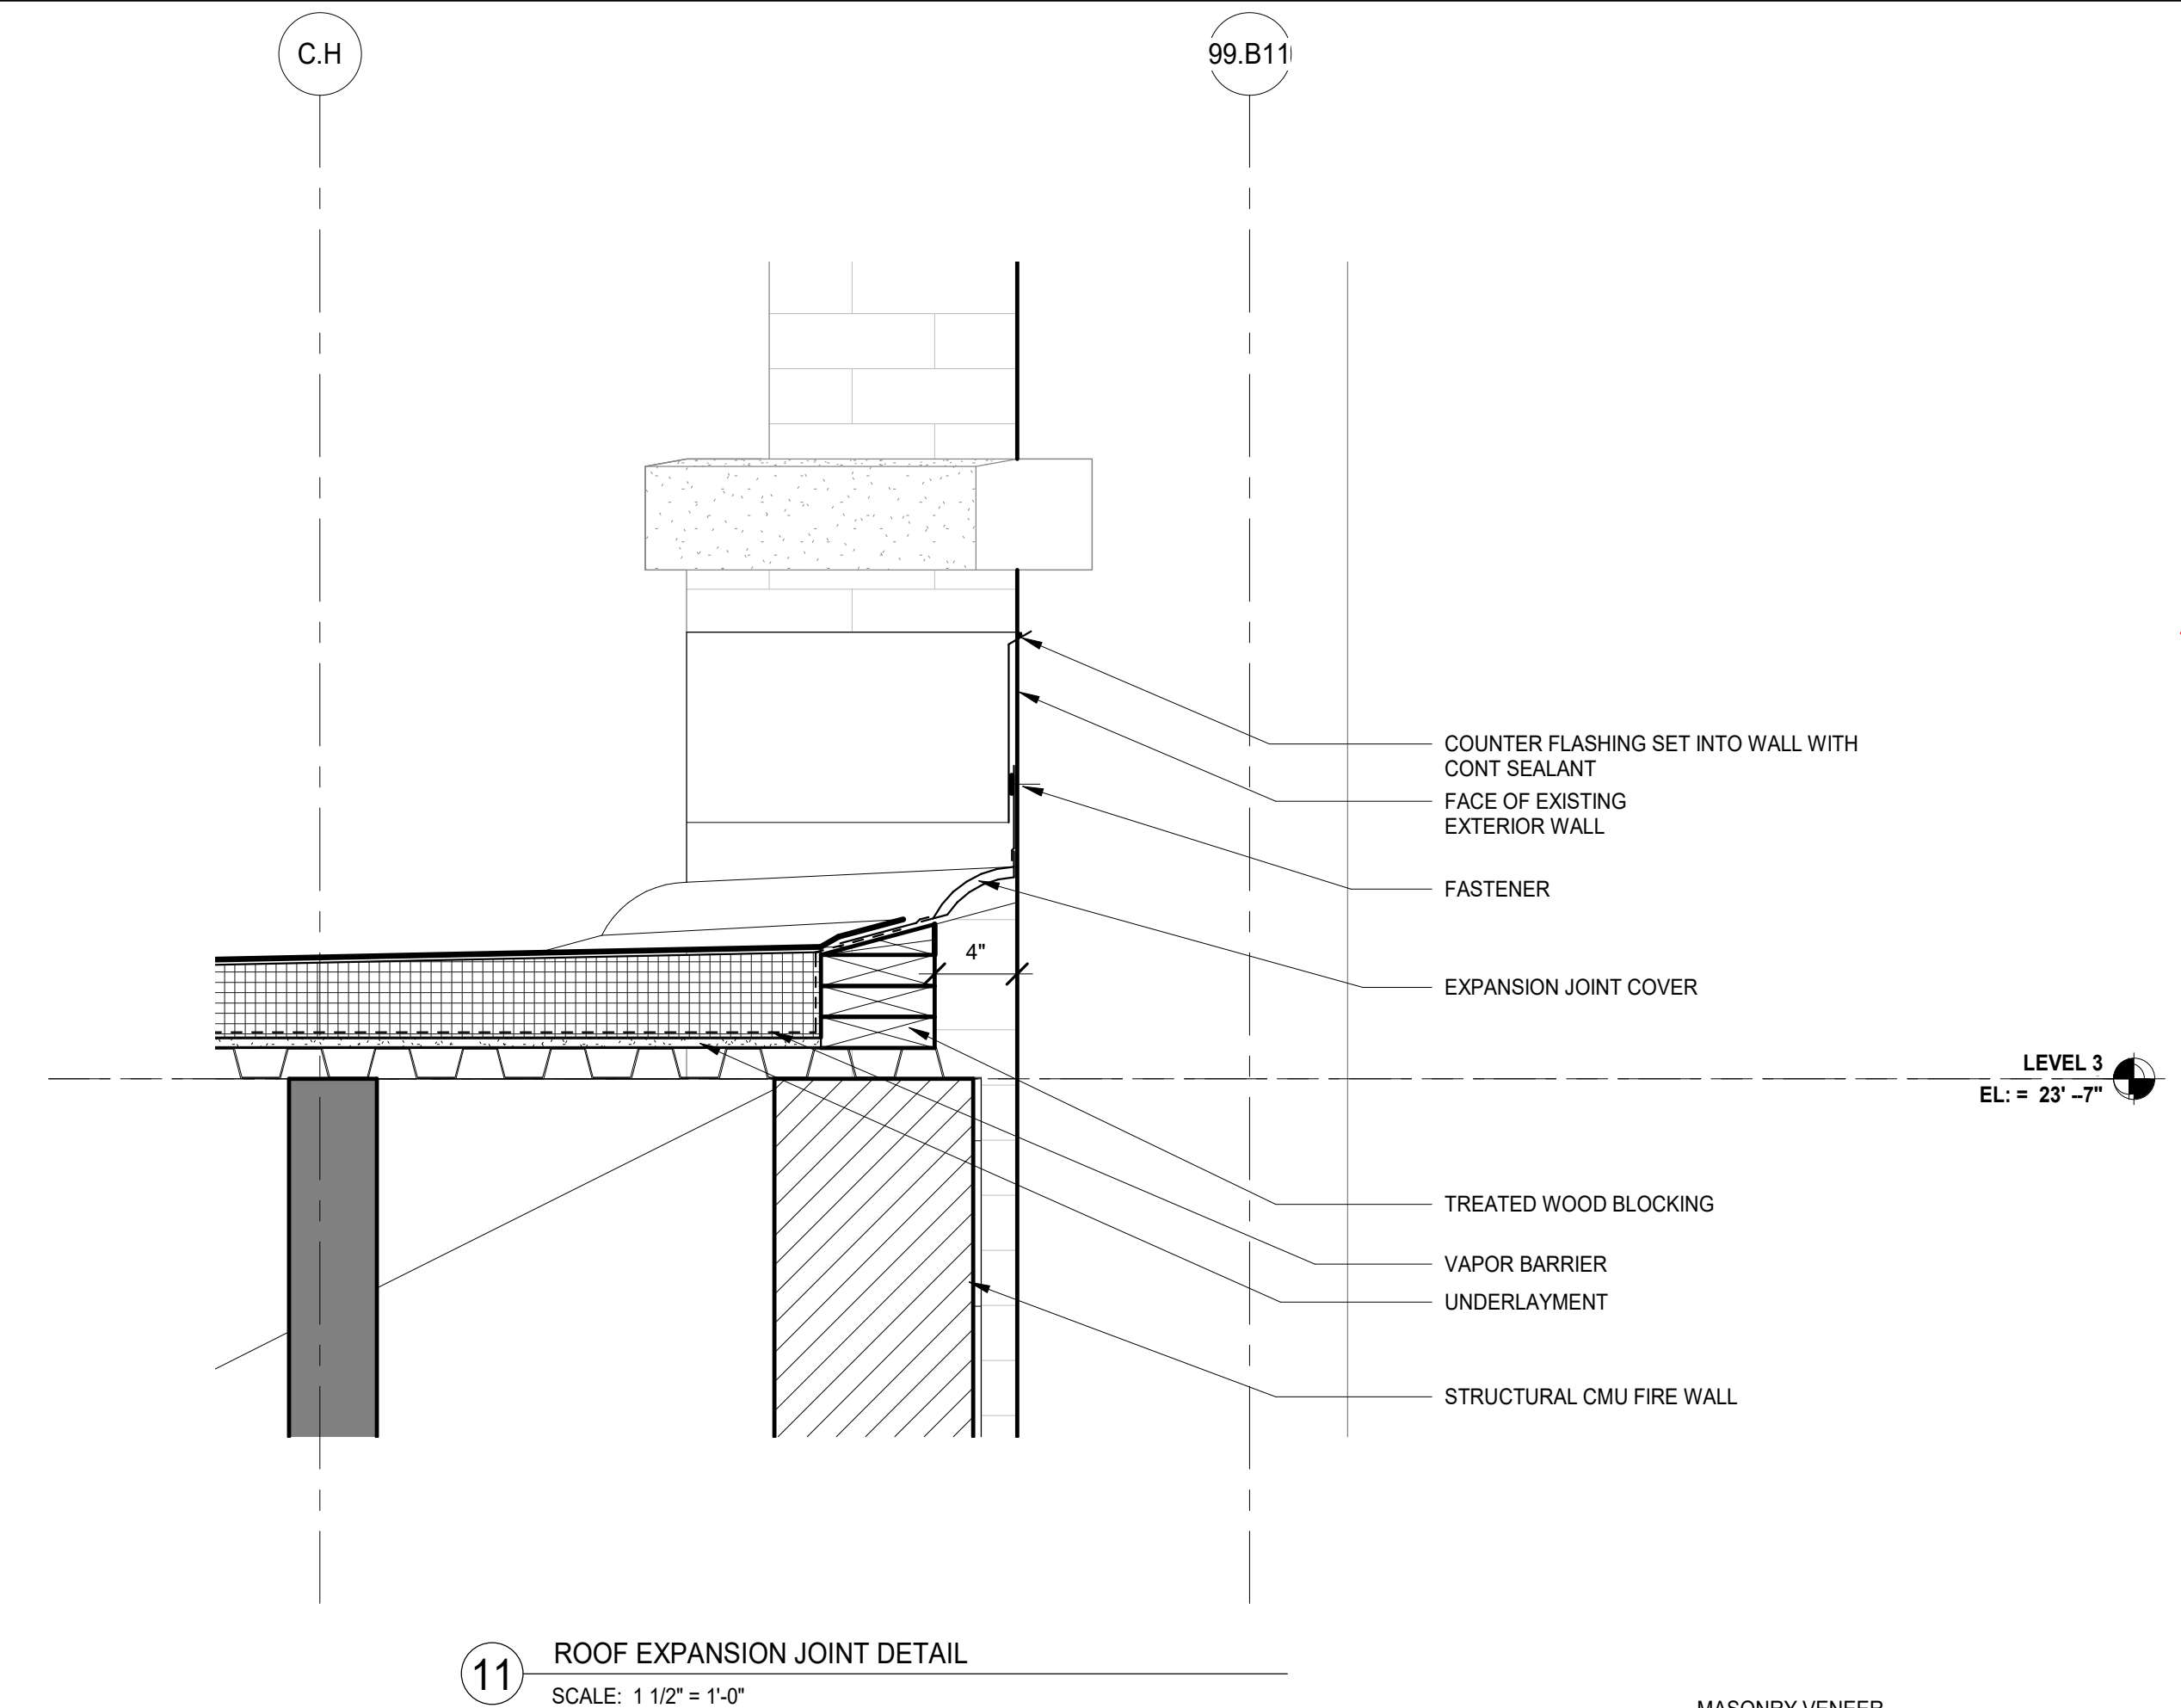 C.H
99.B11
COUNTER FLASHING SET INTO WALL WITH
CONT SEALANT
FACE OF EXISTING
EXTERIOR WALL
FASTENER
4"
EXPANSION JOINT COVER
LEVEL 3
EL: = 23' --7"
TREATED WOOD BLOCKING
VAPOR BARRIER
UNDERLAYMENT
STRUCTURAL CMU FIRE WALL
11
ROOF EXPANSION JOINT DETAIL
SCALE: 1 1/2" = 1'-0"
MASONRY VENEER